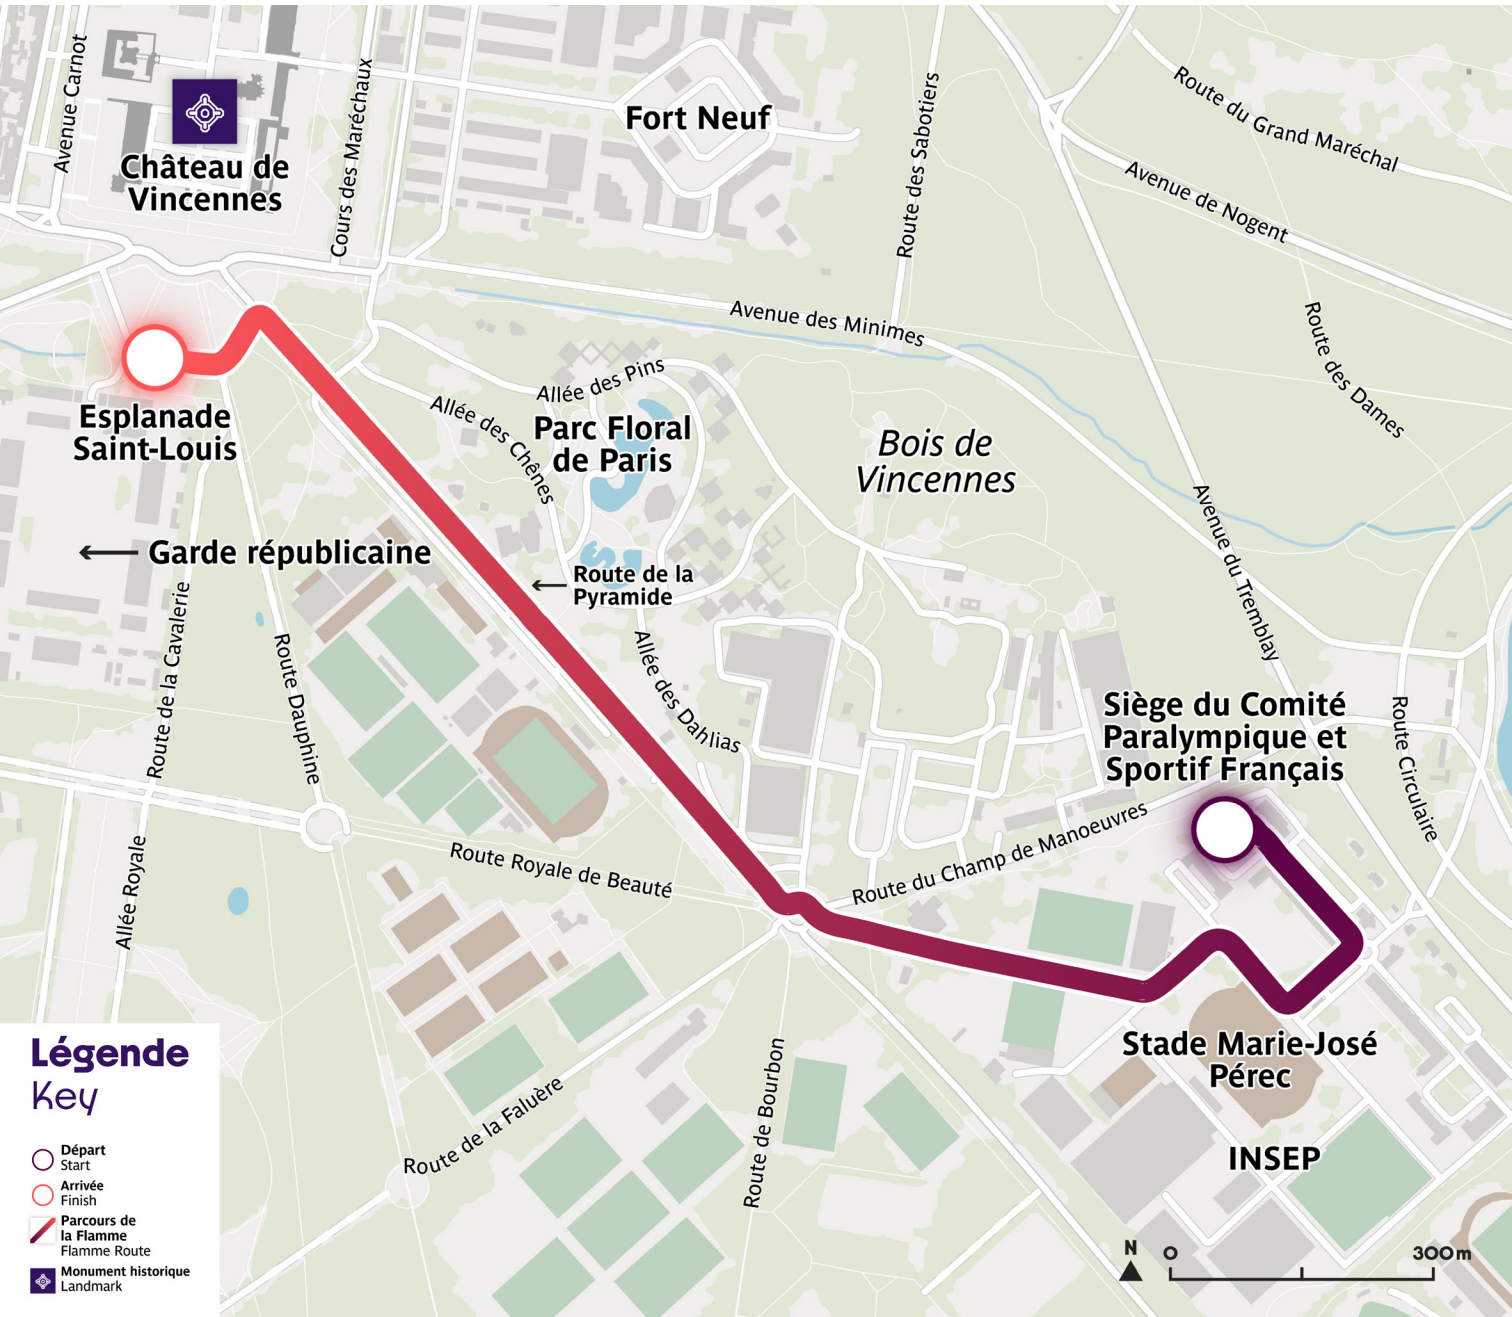 Avenue Carnot
Château de
Vincennes
Cours des Maréchaux
Fort Neuf
Route des Sabotiers
Route du Grand Maréchal
Avenue de Nogent
Avenue des Minimes
Route des Dames
Esplanade
Saint-Louis
Allée des Pins
Allée des Chênes
Parc Floral
de Paris
Bois de
Vincennes
Avenue du Tremblay
Garde républicaine
Route de la
Pyramide
Route de la Cavalerie
Route Dauphine
Allée des Dahlias
Siège du Comité
Paralympique et
Sportif Français
Route Circulaire
Allée Royale
Route Royale de Beauté
Route du Champ de Manoeuvres
Stade Marie-José
Pérec
Route de la Faluère
Route de Bourbon
INSEP
Légende
Key
Départ
Start
Arrivée
Finish
Parcours de
la Flamme
Flamme Route
Monument historique
Landmark
N 0 300m